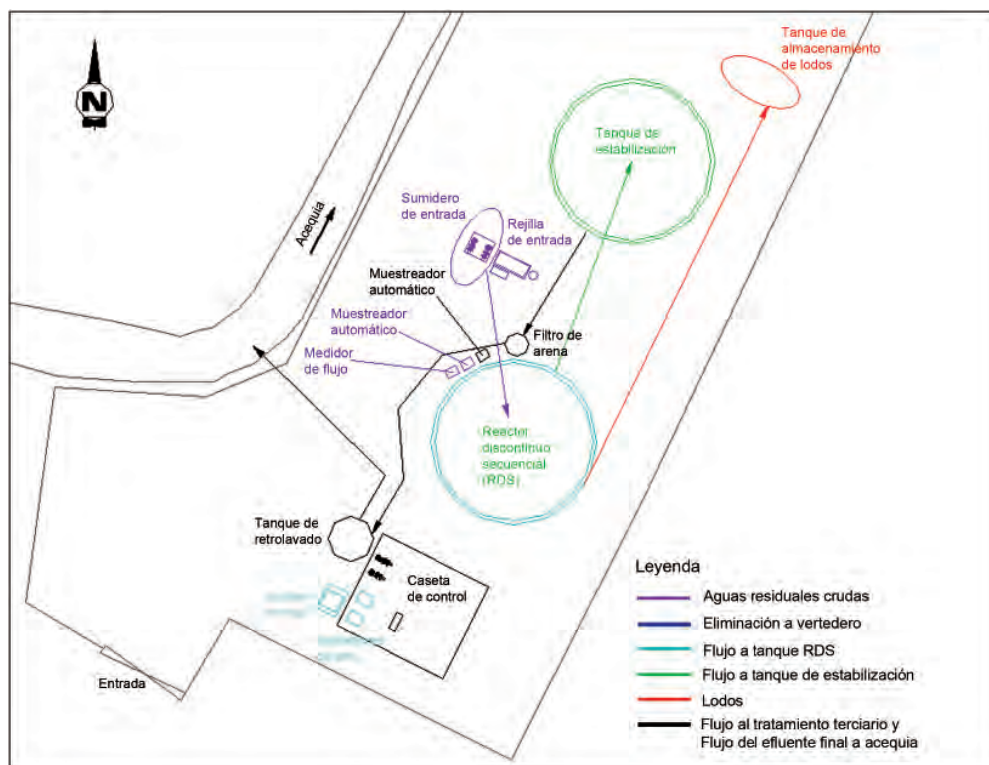 Tanque de
almacenamiento
de lodos
N
Tanque de
estabilización
Sumidero
de entrada
Rejilla
de entrada
Acequia
Muestreador
automático
Muestreador
automático
Medidor
de flujo
Filtro de
arena
Reactor
discontinuo
secuencial
(RDS)
Tanque de
retrolavado
Caseta
de control
Entrada
Leyenda
Aguas residuales crudas
Eliminación a vertedero
Flujo a tanque RDS
Flujo a tanque de estabilización
Lodos
Flujo al tratamiento terciario y
Flujo del efluente final a acequia